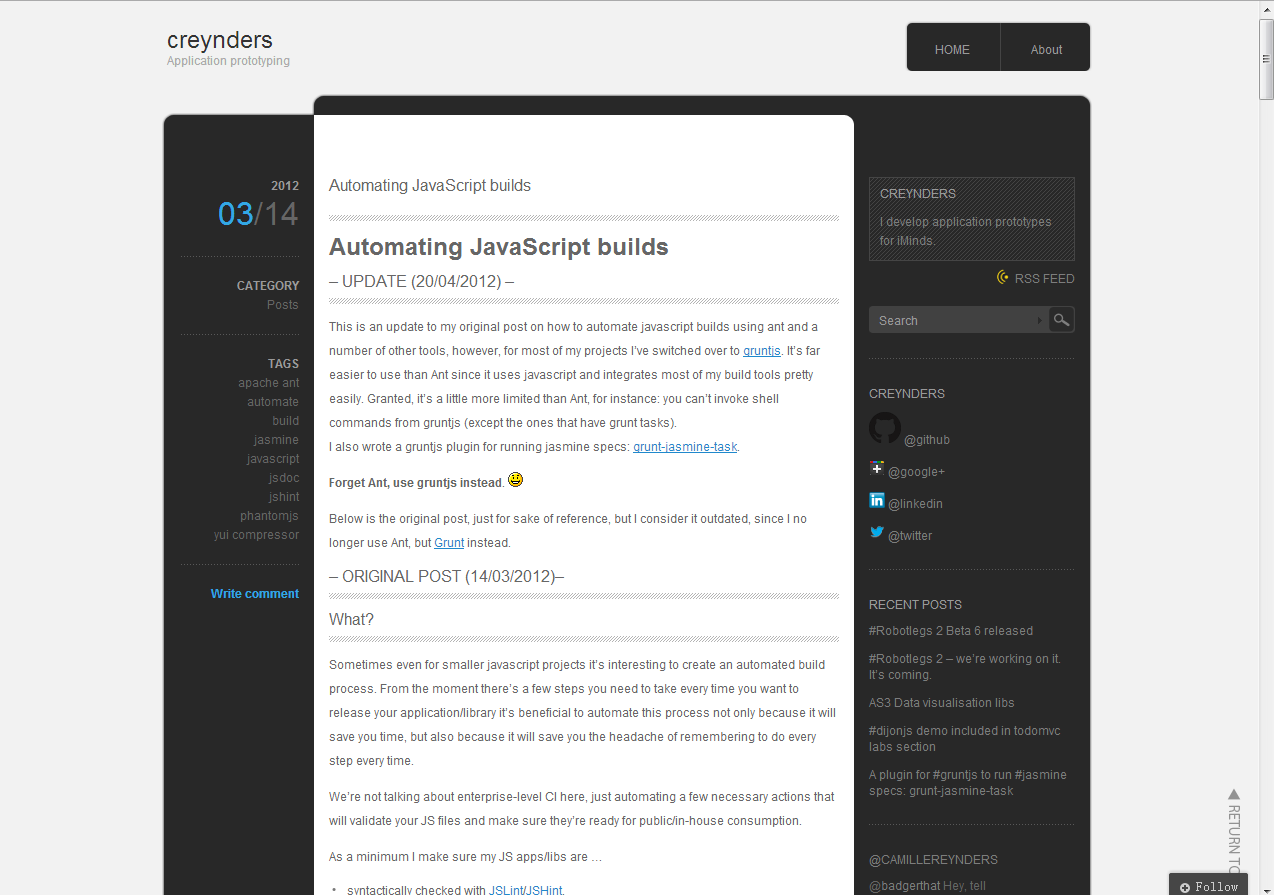 creynders
Application prototyping
HOME
About
2012
03/14
CATEGORY
Posts
TAGS
apache ant
automate
build
jasmine
javascript
jsdoc
jshint
phantomjs
yui compressor
Write comment
Automating JavaScript builds
Automating JavaScript builds
– UPDATE (20/04/2012) –
This is an update to my original post on how to automate javascript builds using ant and a
number of other tools, however, for most of my projects I’ve switched over to gruntjs. It’s far
easier to use than Ant since it uses javascript and integrates most of my build tools pretty
easily. Granted, it’s a little more limited than Ant, for instance: you can’t invoke shell
commands from gruntjs (except the ones that have grunt tasks).
I also wrote a gruntjs plugin for running jasmine specs: grunt-jasmine-task.
Forget Ant, use gruntjs instead.
Below is the original post, just for sake of reference, but I consider it outdated, since I no
longer use Ant, but Grunt instead.
– ORIGINAL POST (14/03/2012)–
What?
Sometimes even for smaller javascript projects it’s interesting to create an automated build
process. From the moment there’s a few steps you need to take every time you want to
release your application/library it’s beneficial to automate this process not only because it will
save you time, but also because it will save you the headache of remembering to do every
step every time.
We’re not talking about enterprise-level CI here, just automating a few necessary actions that
will validate your JS files and make sure they’re ready for public/in-house consumption.
As a minimum I make sure my JS apps/libs are …
• syntactically checked with JSLint/JSHint.
CREYNDERS
I develop application prototypes
for iMinds.
RSS FEED
Search
CREYNDERS
@github
@google+
@linkedin
@twitter
RECENT POSTS
#Robotlegs 2 Beta 6 released
#Robotlegs 2 – we’re working on it.
It’s coming.
AS3 Data visualisation libs
#dijonjs demo included in todomvc
labs section
A plugin for #gruntjs to run #jasmine
specs: grunt-jasmine-task
@CAMILLEREYNDERS
@badgerthat Hey, tell
RETURN TO
Follow